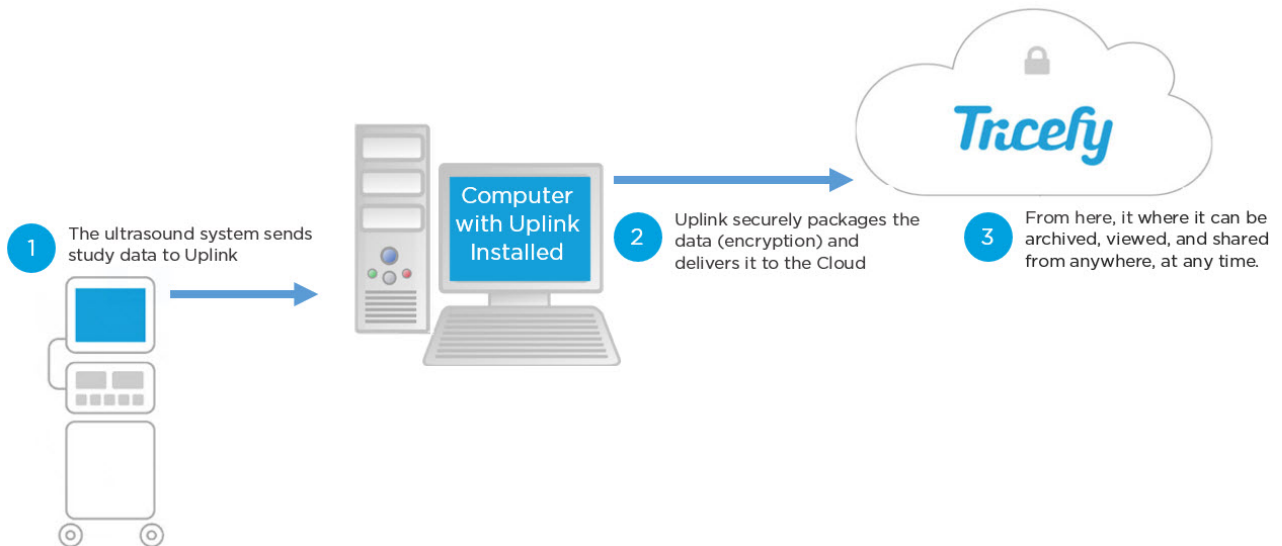 Tricefy
Computer
with Uplink
Installed
1
The ultrasound system sends
study data to Uplink
2
Uplink securely packages the
data (encryption) and
delivers it to the Cloud
3
From here, it where it can be
archived, viewed, and shared
from anywhere, at any time.